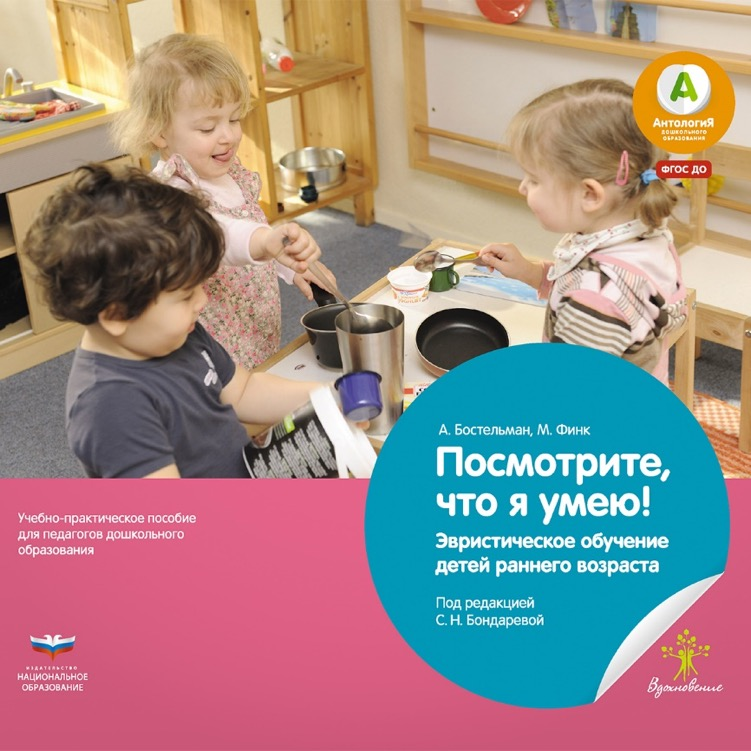 Антология
ДОШКОЛЬНОГО
ОБРАЗОВАНИЯ
ФГОС ДО
А. Бостельман, М. Финк
Посмотрите,
что я умею!
Эвристическое обучение
детей раннего возраста
Под редакцией
С. Н. Бондаревой
Учебно-практическое пособие
для педагогов дошкольного
образования
ИЗДАТЕЛЬСТВО
НАЦИОНАЛЬНОЕ
ОБРАЗОВАНИЕ
Вдохновение